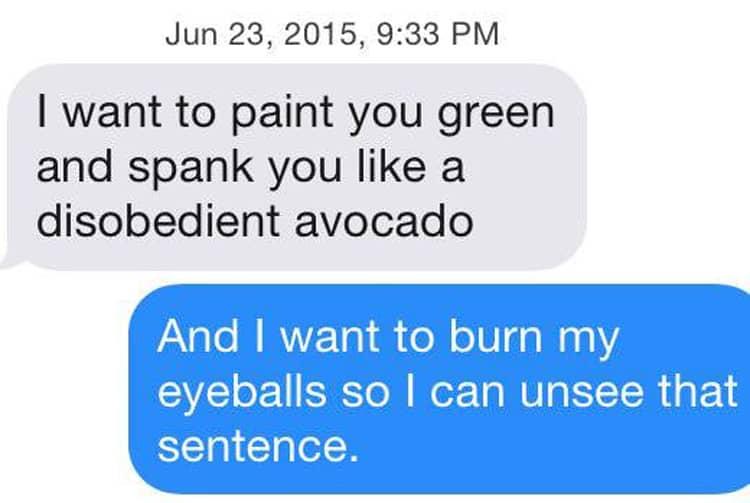 Jun 23, 2015, 9:33 PM
I want to paint you green
and spank you like a
disobedient avocado
And I want to burn my
eyeballs so I can unsee that
sentence.